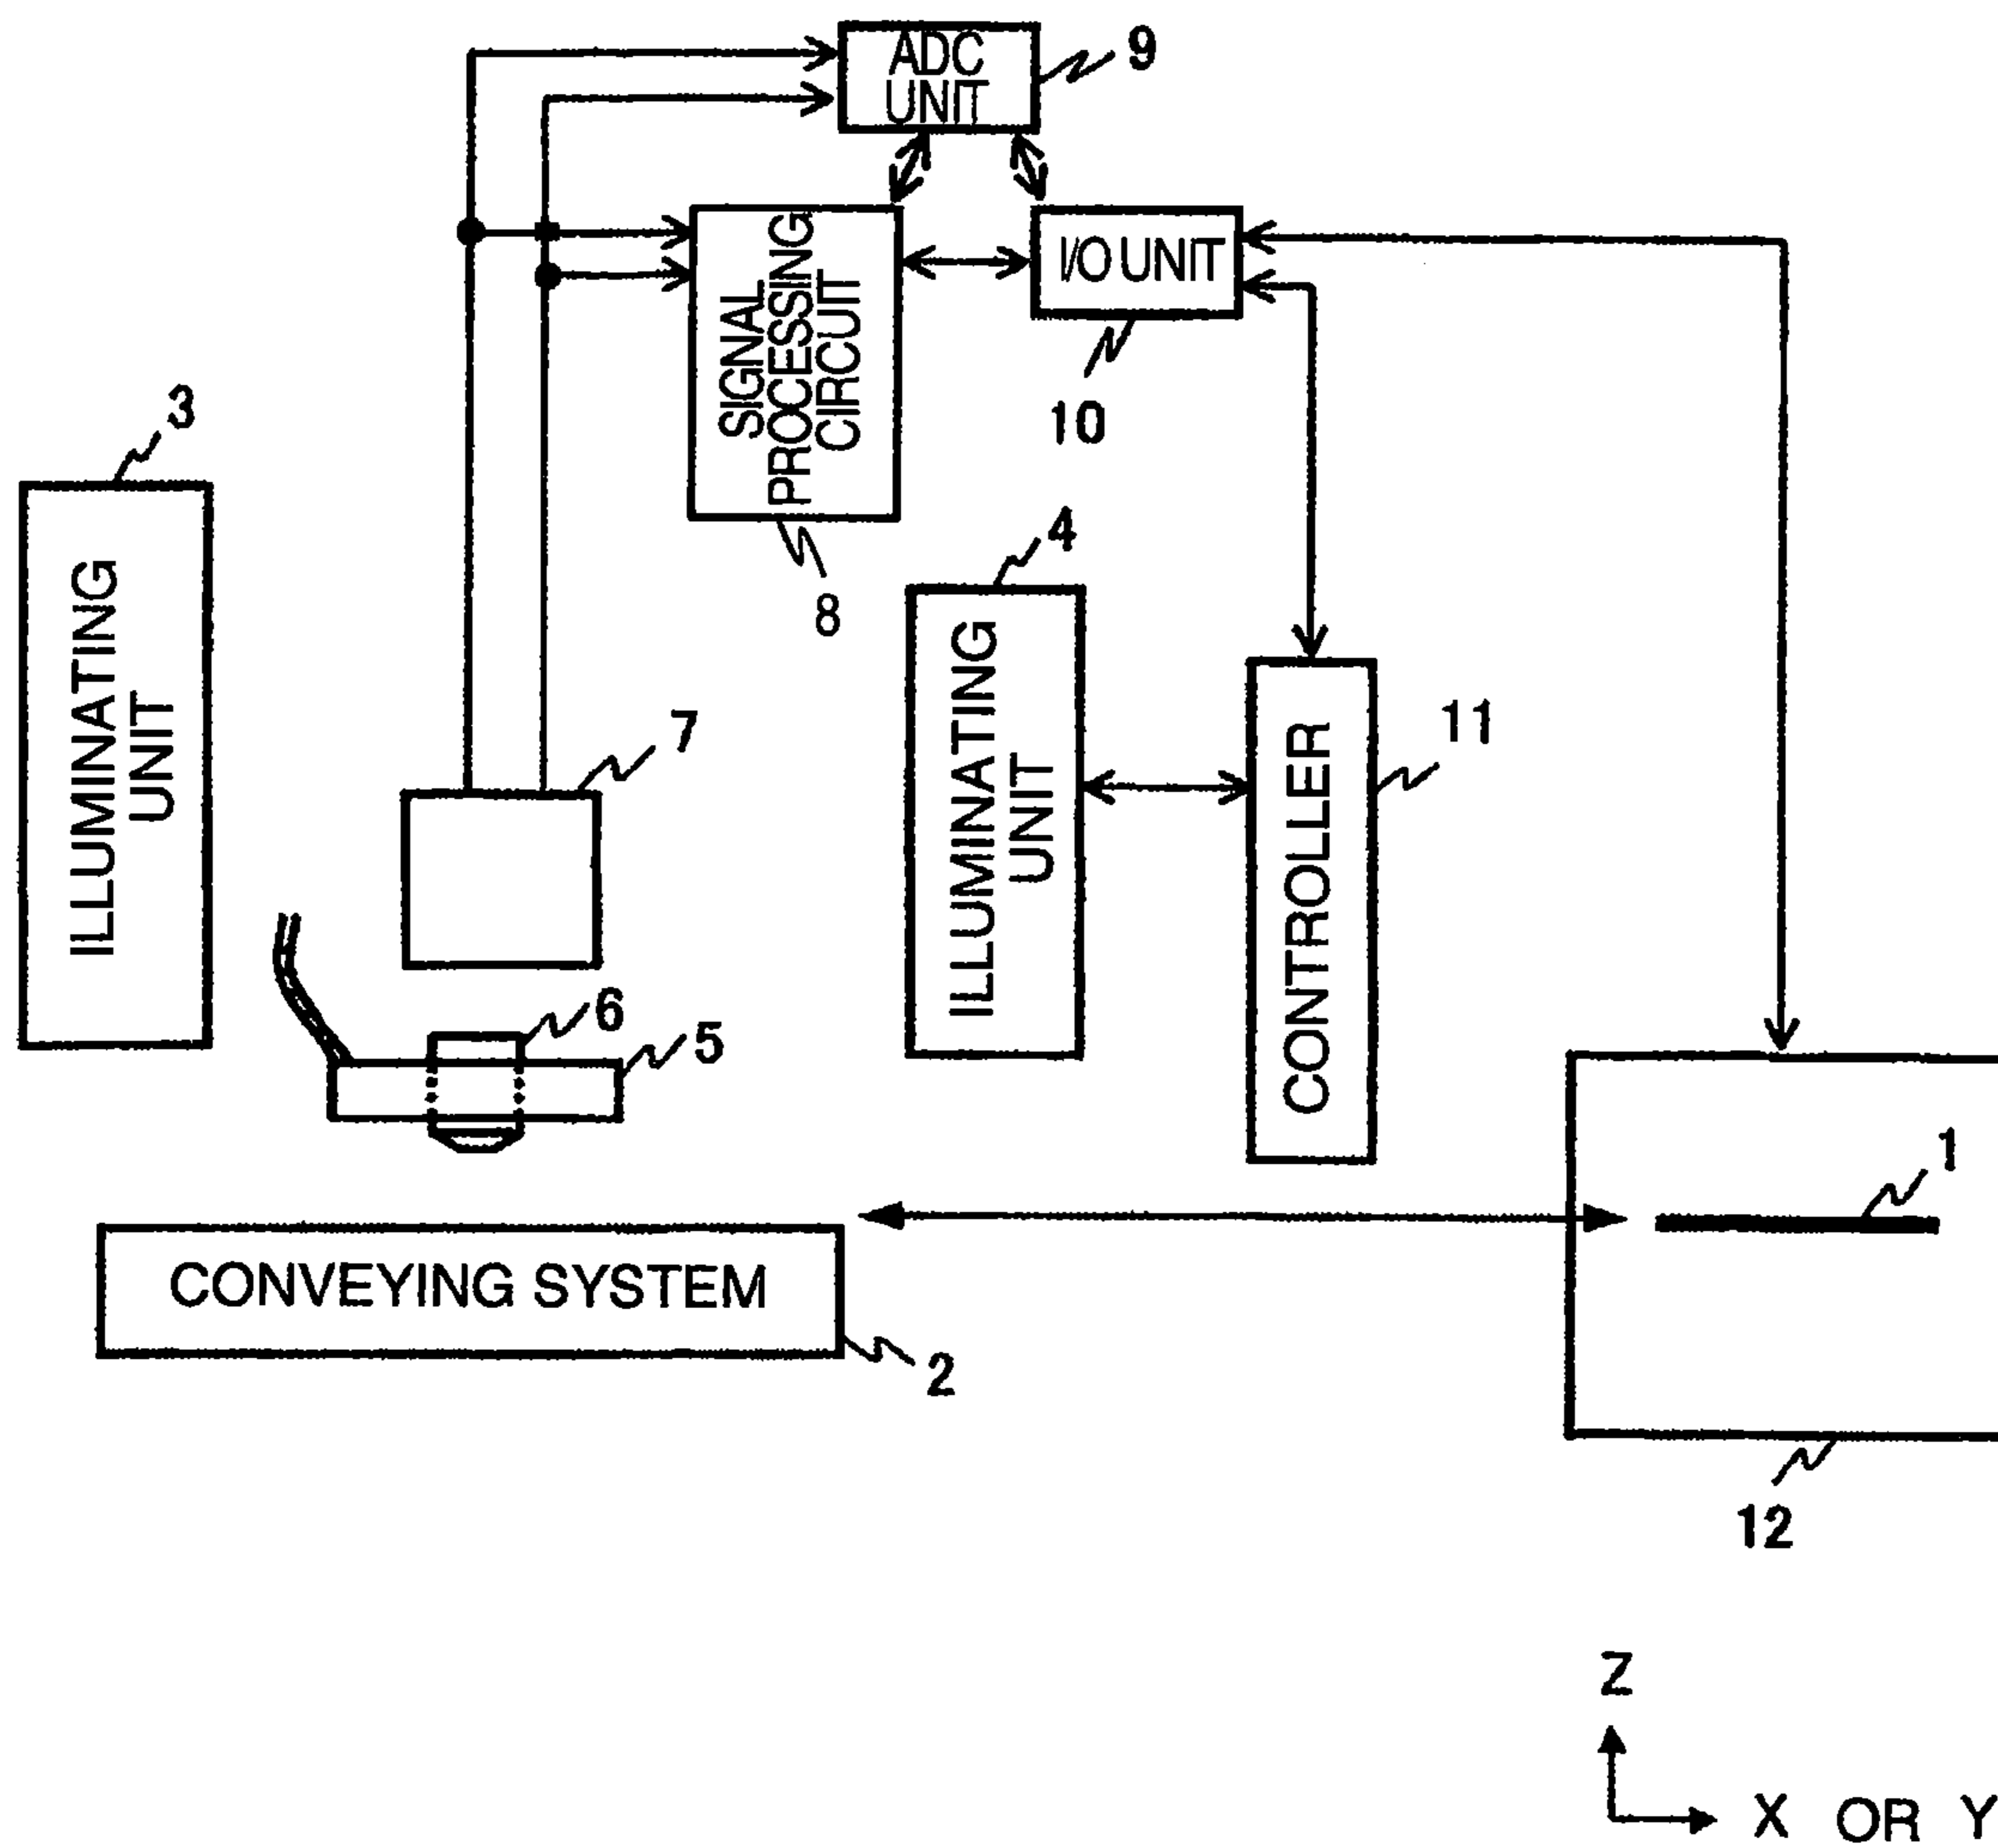 ADC
UNIT
9
I/O UNIT
10
SIGNAL
PROCESSING
CIRCUIT
8
3
ILLUMINATING
UNIT
4
ILLUMINATING
UNIT
7
11
CONTROLLER
6
5
1
CONVEYING SYSTEM
2
12
Z
X OR Y